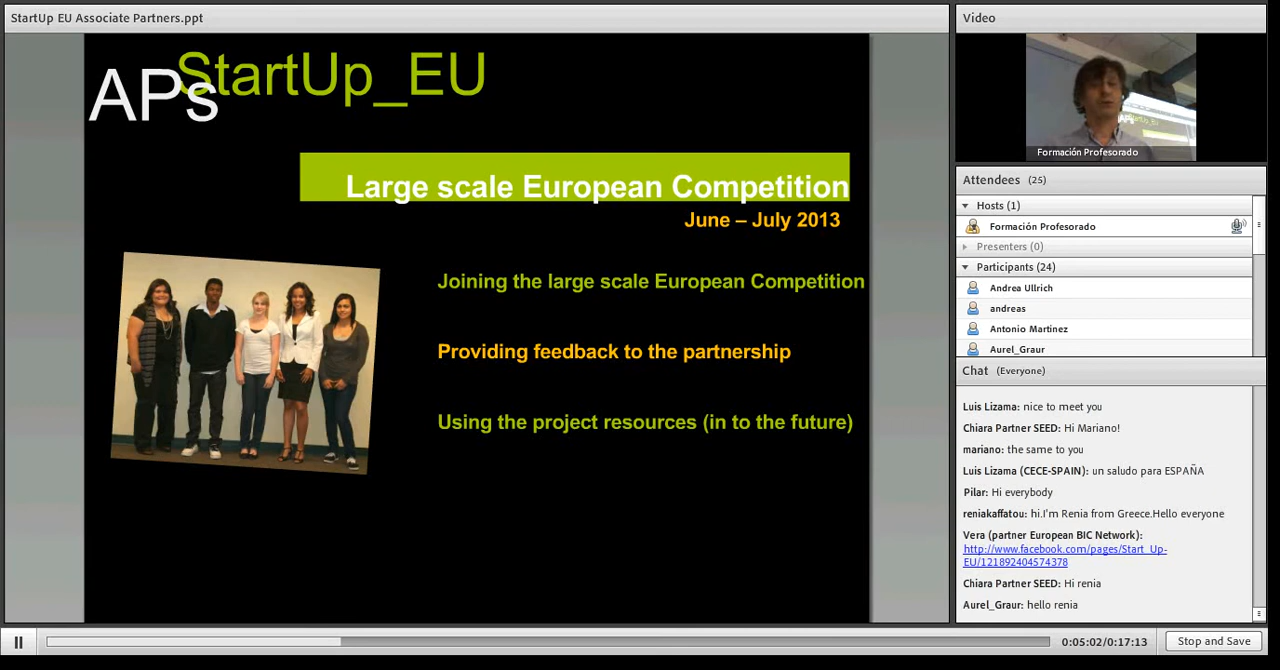 StartUp EU Associate Partners.ppt
StartUp_EU
APs
Large scale European Competition
June – July 2013
Joining the large scale European Competition
Providing feedback to the partnership
Using the project resources (in to the future)
Video
APs
StartUp_EU
Formación Profesorado
Attendees (25)
Hosts (1)
Formación Profesorado
Presenters (0)
Participants (24)
Andrea Ullrich
andreas
Antonio Martinez
Aurel_Graur
Chat (Everyone)
Luis Lizama: nice to meet you
Chiara Partner SEED: Hi Mariano!
mariano: the same to you
Luis Lizama (CECE-SPAIN): un saludo para ESPAÑA
Pilar: Hi everybody
reniakaffatou: hi.I'm Renia from Greece.Hello everyone
Vera (partner European BIC Network):
http://www.facebook.com/pages/Start_Up-
EU/121892404574378
Chiara Partner SEED: Hi renia
Aurel_Graur: hello renia
0:05:02/0:17:13
Stop and Save